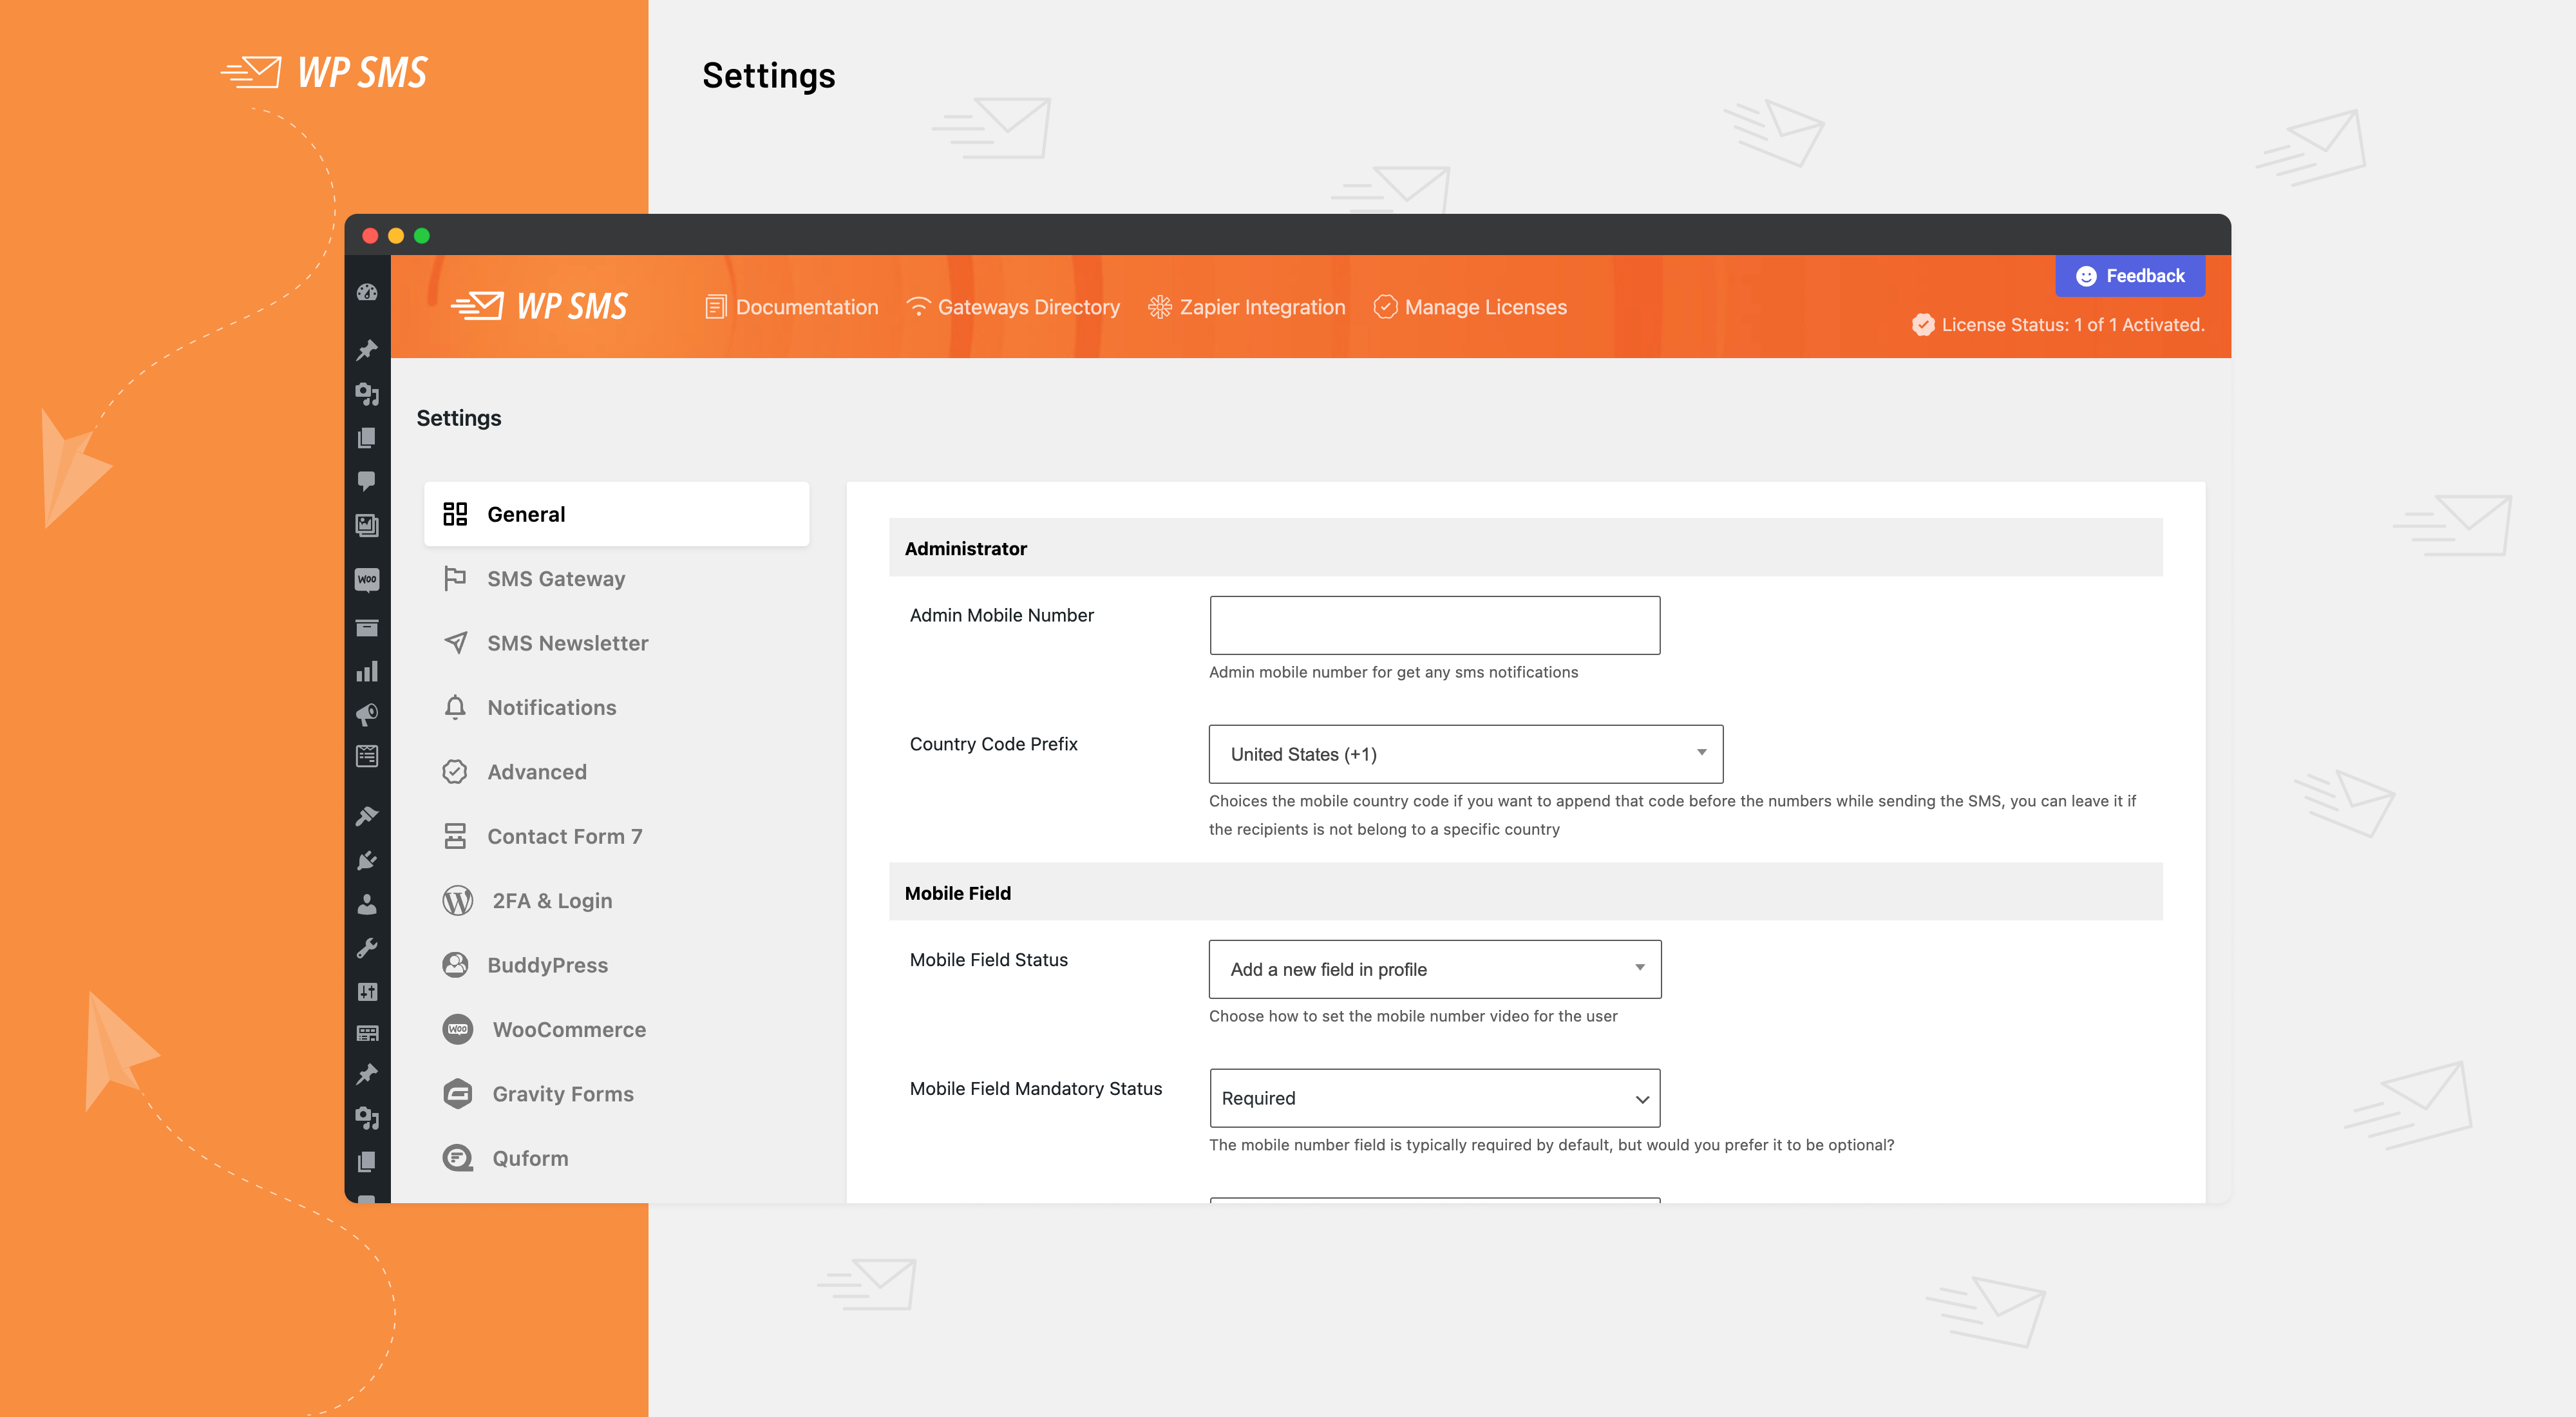 WP SMS
Settings
WP SMS
Documentation
Gateways Directory
Zapier Integration
Manage Licenses
Feedback
License Status: 1 of 1 Activated.
Settings
General
SMS Gateway
SMS Newsletter
Notifications
Advanced
Contact Form 7
2FA & Login
BuddyPress
WooCommerce
Gravity Forms
Quform
Woo
Woo
Administrator
Admin Mobile Number
Admin mobile number for get any sms notifications
Country Code Prefix
United States (+1)
Choices the mobile country code if you want to append that code before the numbers while sending the SMS, you can leave it if
the recipients is not belong to a specific country
Mobile Field
Mobile Field Status
Add a new field in profile
Choose how to set the mobile number video for the user
Mobile Field Mandatory Status
Required
The mobile number field is typically required by default, but would you prefer it to be optional?